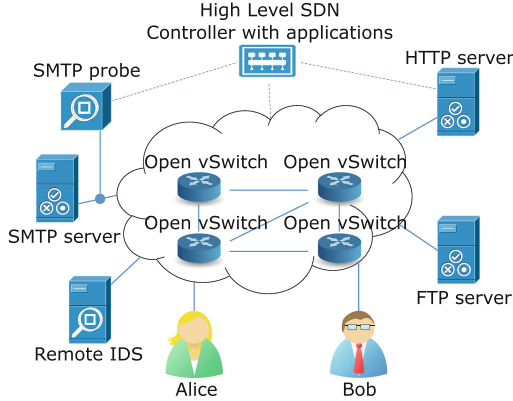 High Level SDN
Controller with applications
SMTP probe
HTTP server
Open vSwitch
Open vSwitch
Open vSwitch
Open vSwitch
SMTP server
FTP server
Remote IDS
Alice
Bob